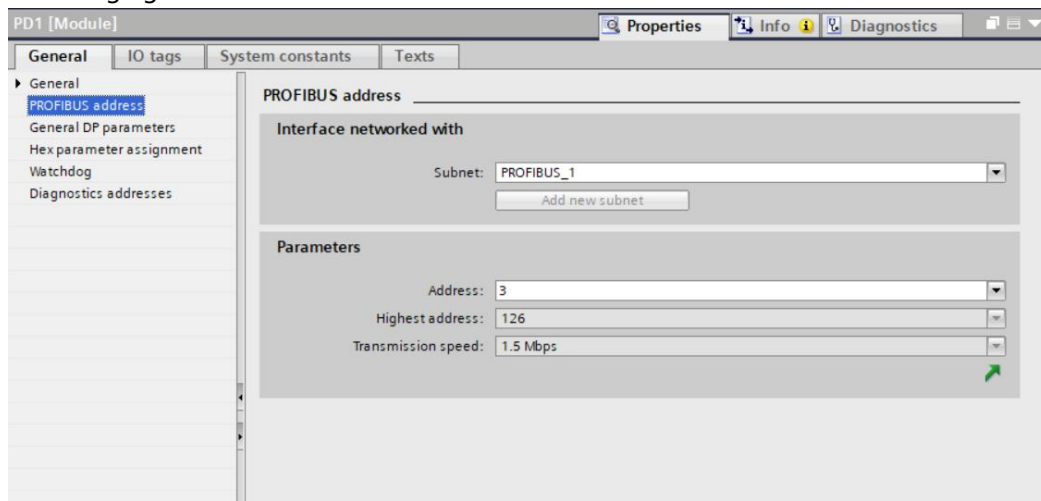 PD1 [Module]
Properties
Info
Diagnostics
General
IO tags
System constants
Texts
General
PROFIBUS address
General DP parameters
Hex parameter assignment
Watchdog
Diagnostics addresses
PROFIBUS address
Interface networked with
Subnet: PROFIBUS_1
Add new subnet
Parameters
Address: 3
Highest address: 126
Transmission speed: 1.5 Mbps